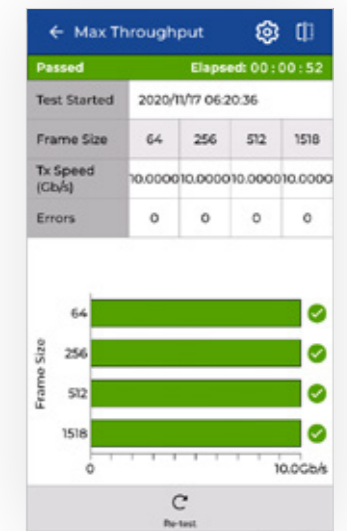 Max Throughput
Passed Elapsed: 00 : 00 : 52
Test Started 2020/11/17 06:20:36
Frame Size 64 256 512 1518
Tx Speed (Gb/s) 10.0000 10.0000 10.0000 10.0000
Errors 0 0 0 0
Frame Size
64
256
512
1518
0 10.0Gb/s
Re-test